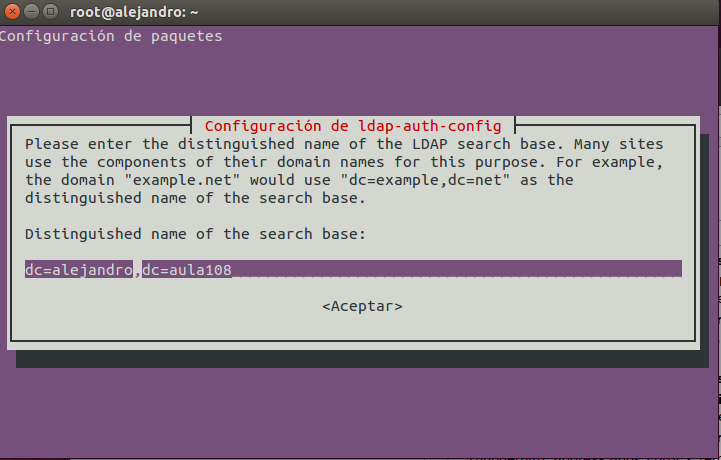 root@alejandro: ~
Configuración de paquetes
Configuración de ldap-auth-config
Please enter the distinguished name of the LDAP search base. Many sites
use the components of their domain names for this purpose. For example,
the domain "example.net" would use "dc=example,dc=net" as the
distinguished name of the search base.
Distinguished name of the search base:
dc=alejandro,dc=aula108
<Aceptar>